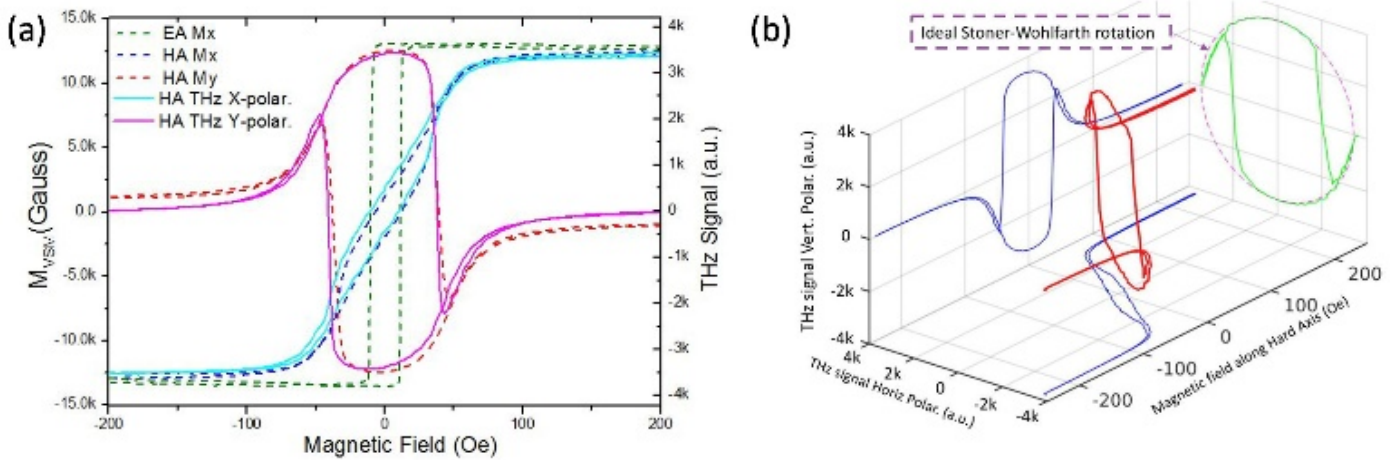 (a)
15.0k
10.0k
5.0k
0.0
-5.0k
-10.0k
-15.0k
M_VSM (Gauss)
-200
-100
0
100
200
Magnetic Field (Oe)
4k
3k
2k
1k
0
-1k
-2k
-3k
-4k
THz Signal (a.u.)
EA Mx
HA Mx
HA My
HA THz X-polar.
HA THz Y-polar.
(b)
Ideal Stoner-Wohlfarth rotation
4k
2k
0
-2k
-4k
THz signal Vert. Polar. (a.u.)
4k
2k
0
-2k
-4k
THz signal Horiz Polar. (a.u.)
-200
-100
0
100
200
Magnetic field along Hard Axis (Oe)